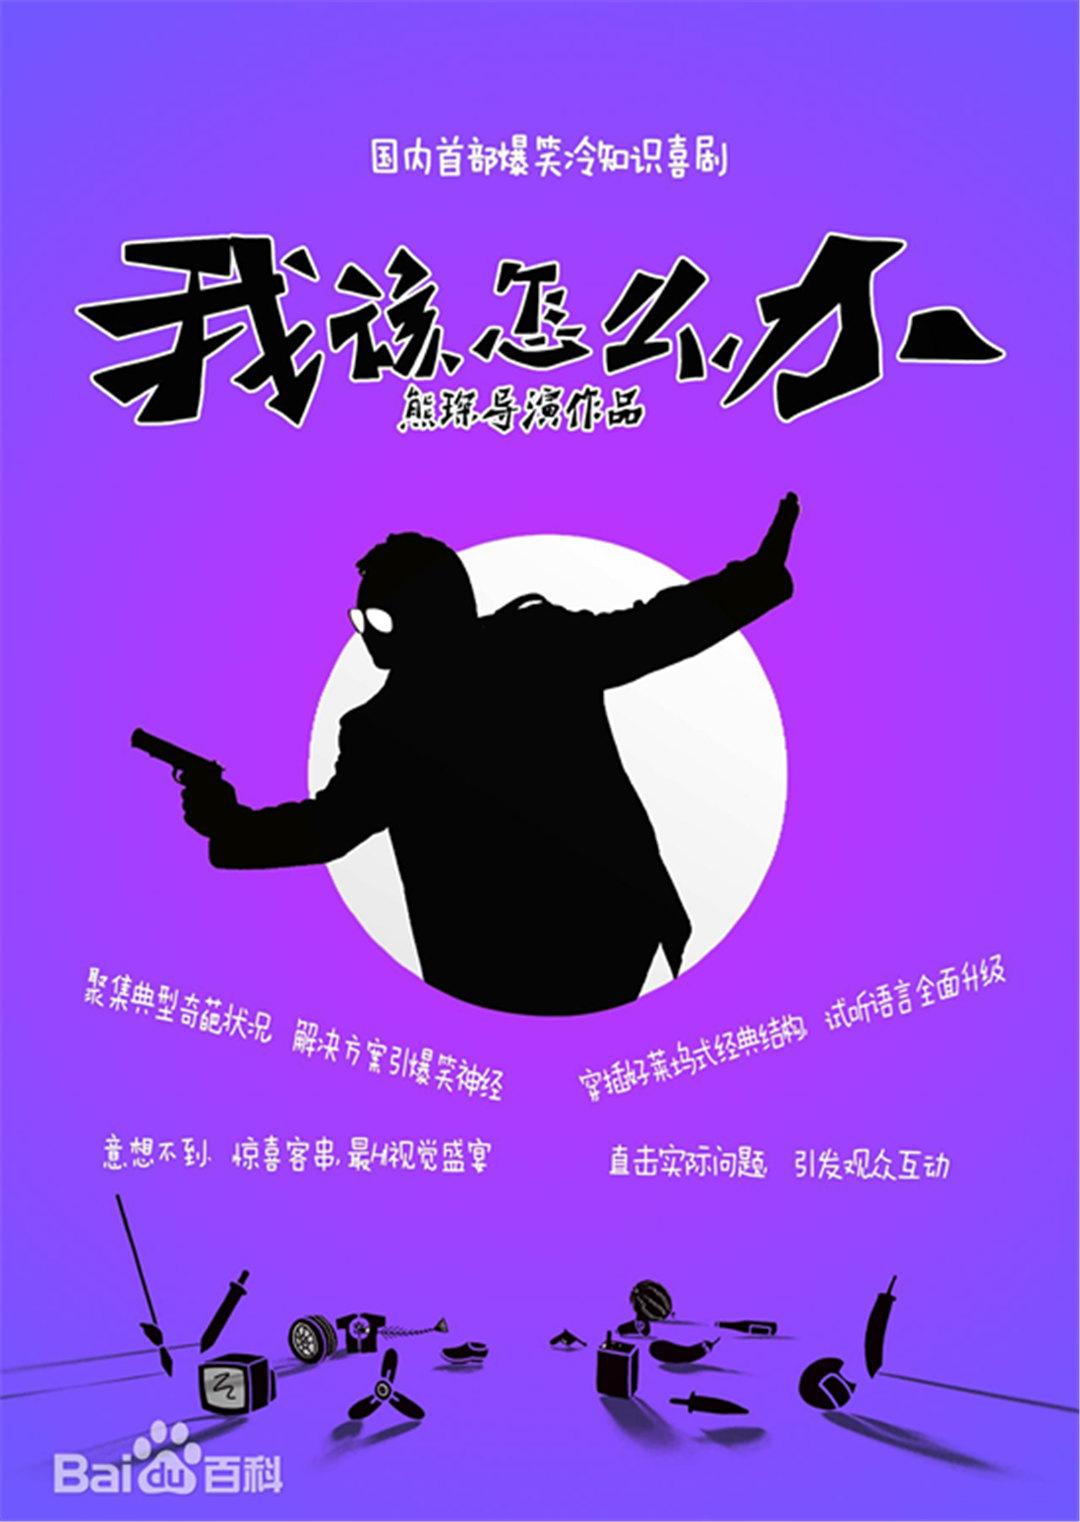 国内首部爆笑冷知识喜剧
我该怎么办
熊琛导演作品
聚集典型奇葩状况 解决方案引爆笑神经
穿插好莱坞式经典结构 试听语言全面升级
意想不到 惊喜客串,最H视觉盛宴
直击实际问题 引发观众互动
Baidu百科